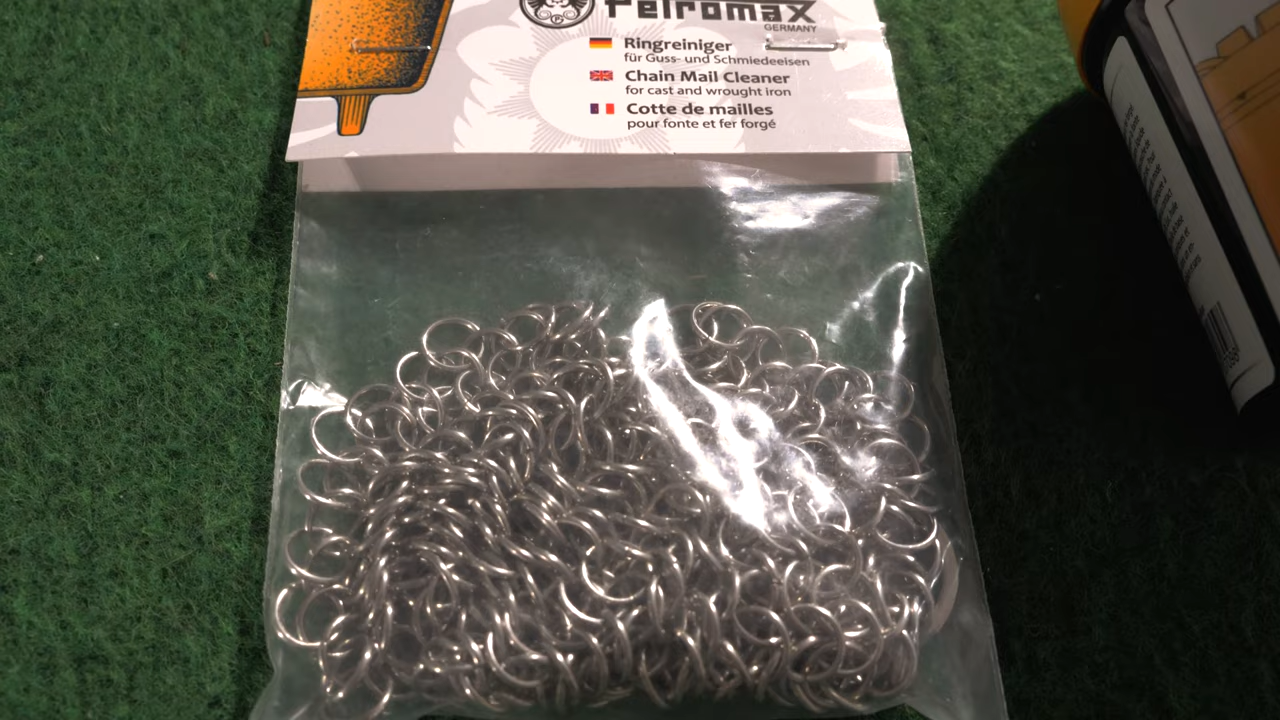 Petromax
GERMANY
Ringreiniger
für Guss- und Schmiedeeisen
Chain Mail Cleaner
for cast and wrought iron
Cotte de mailles
pour fonte et fer forgé